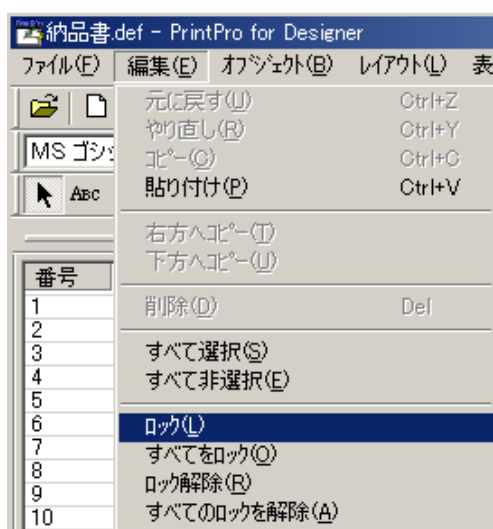 納品書.def - PrintPro for Designer
ファイル(F) 編集(E) オブジェクト(B) レイアウト(L) 表
元に戻す(U) Ctrl+Z
やり直し(R) Ctrl+Y
MS ゴシ
コピー(C) Ctrl+C
ABC
貼り付け(P) Ctrl+V
右方へコピー(T)
下方へコピー(U)
番号
削除(D) Del
1
2
3
すべて選択(S)
4
すべて非選択(E)
5
6
ロック(L)
7
すべてをロック(O)
8
ロック解除(R)
9
すべてのロックを解除(A)
10